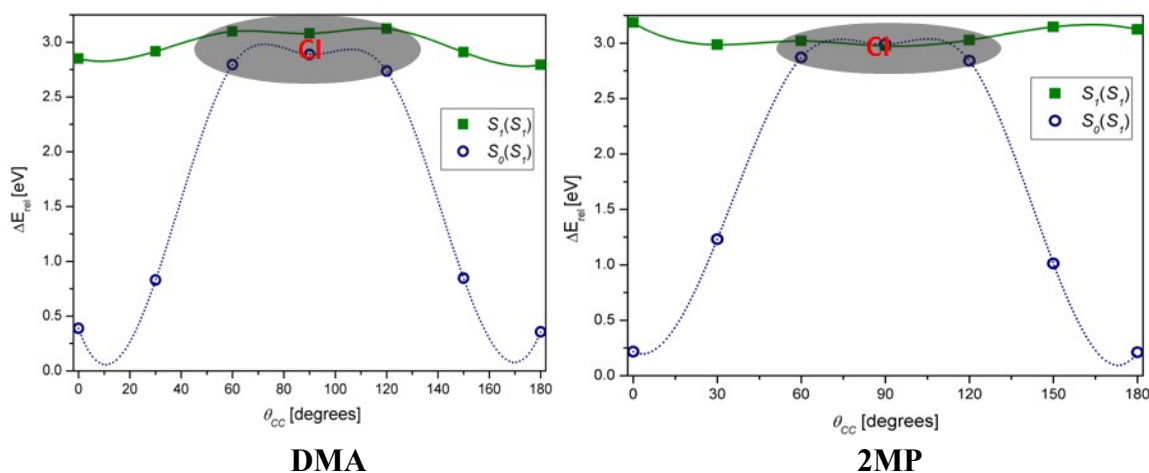 3.0
2.5
2.0
1.5
1.0
0.5
0.0
ΔE_rel [eV]
CI
S_1(S_1)
S_0(S_1)
0 20 40 60 80 100 120 140 160 180
θ_CC [degrees]
DMA
3.0
2.5
2.0
1.5
1.0
0.5
0.0
ΔE_rel [eV]
CI
S_1(S_1)
S_0(S_1)
0 30 60 90 120 150 180
θ_CC [degrees]
2MP